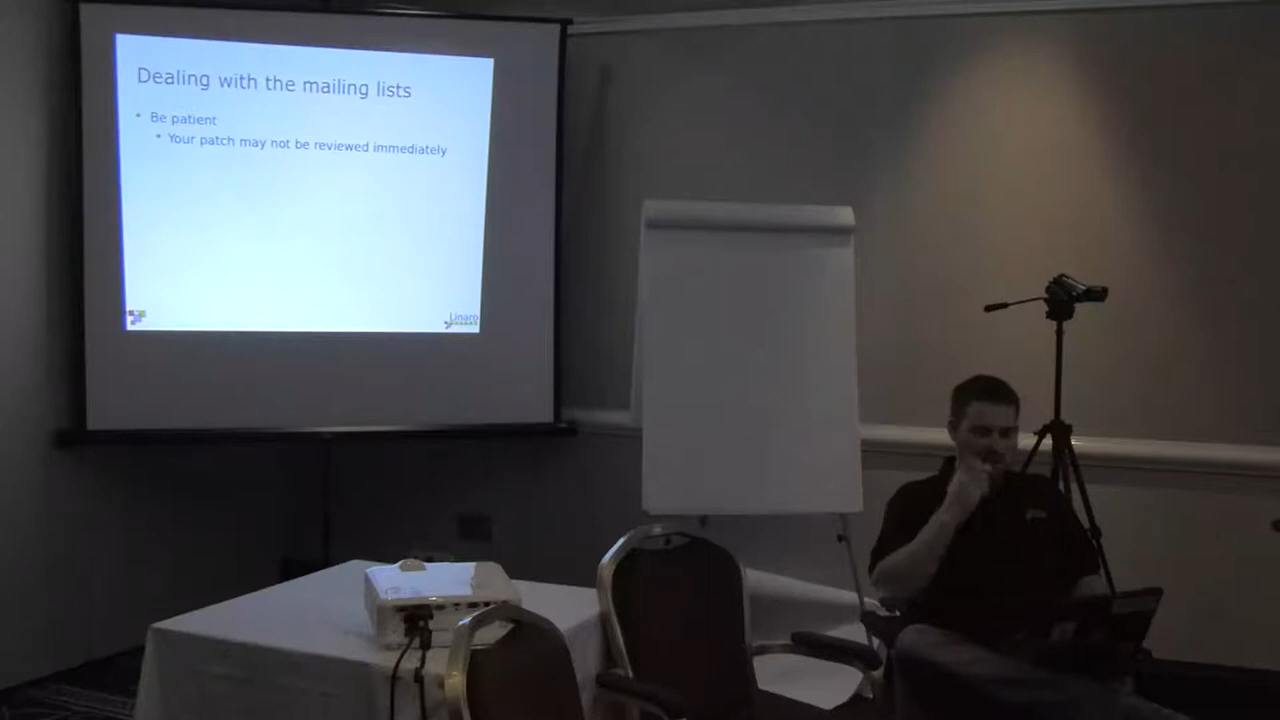 Dealing with the mailing lists
• Be patient
• Your patch may not be reviewed immediately
Linaro